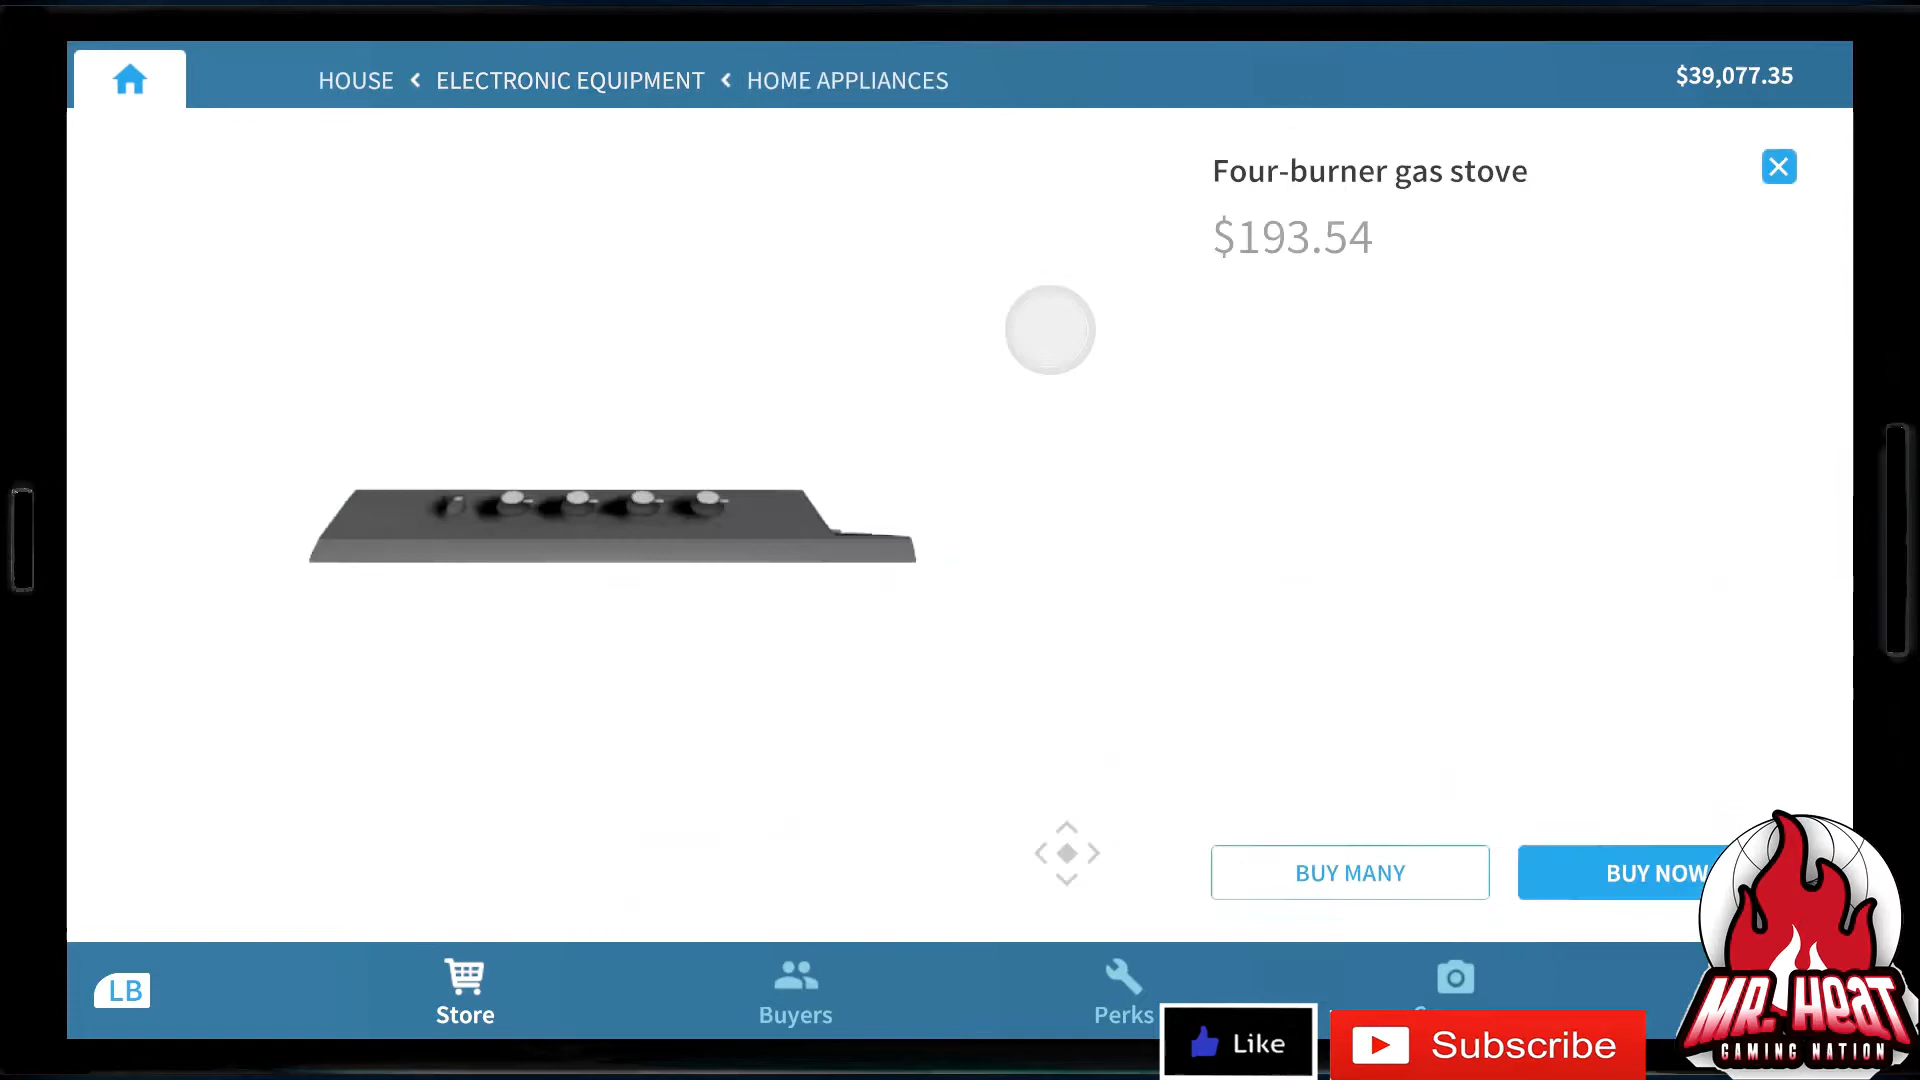 HOUSE < ELECTRONIC EQUIPMENT < HOME APPLIANCES
$39,077.35
Four-burner gas stove
$193.54
BUY MANY
BUY NOW
LB
Store
Buyers
Perks
Like
Subscribe
MR. HEAT
GAMING NATION